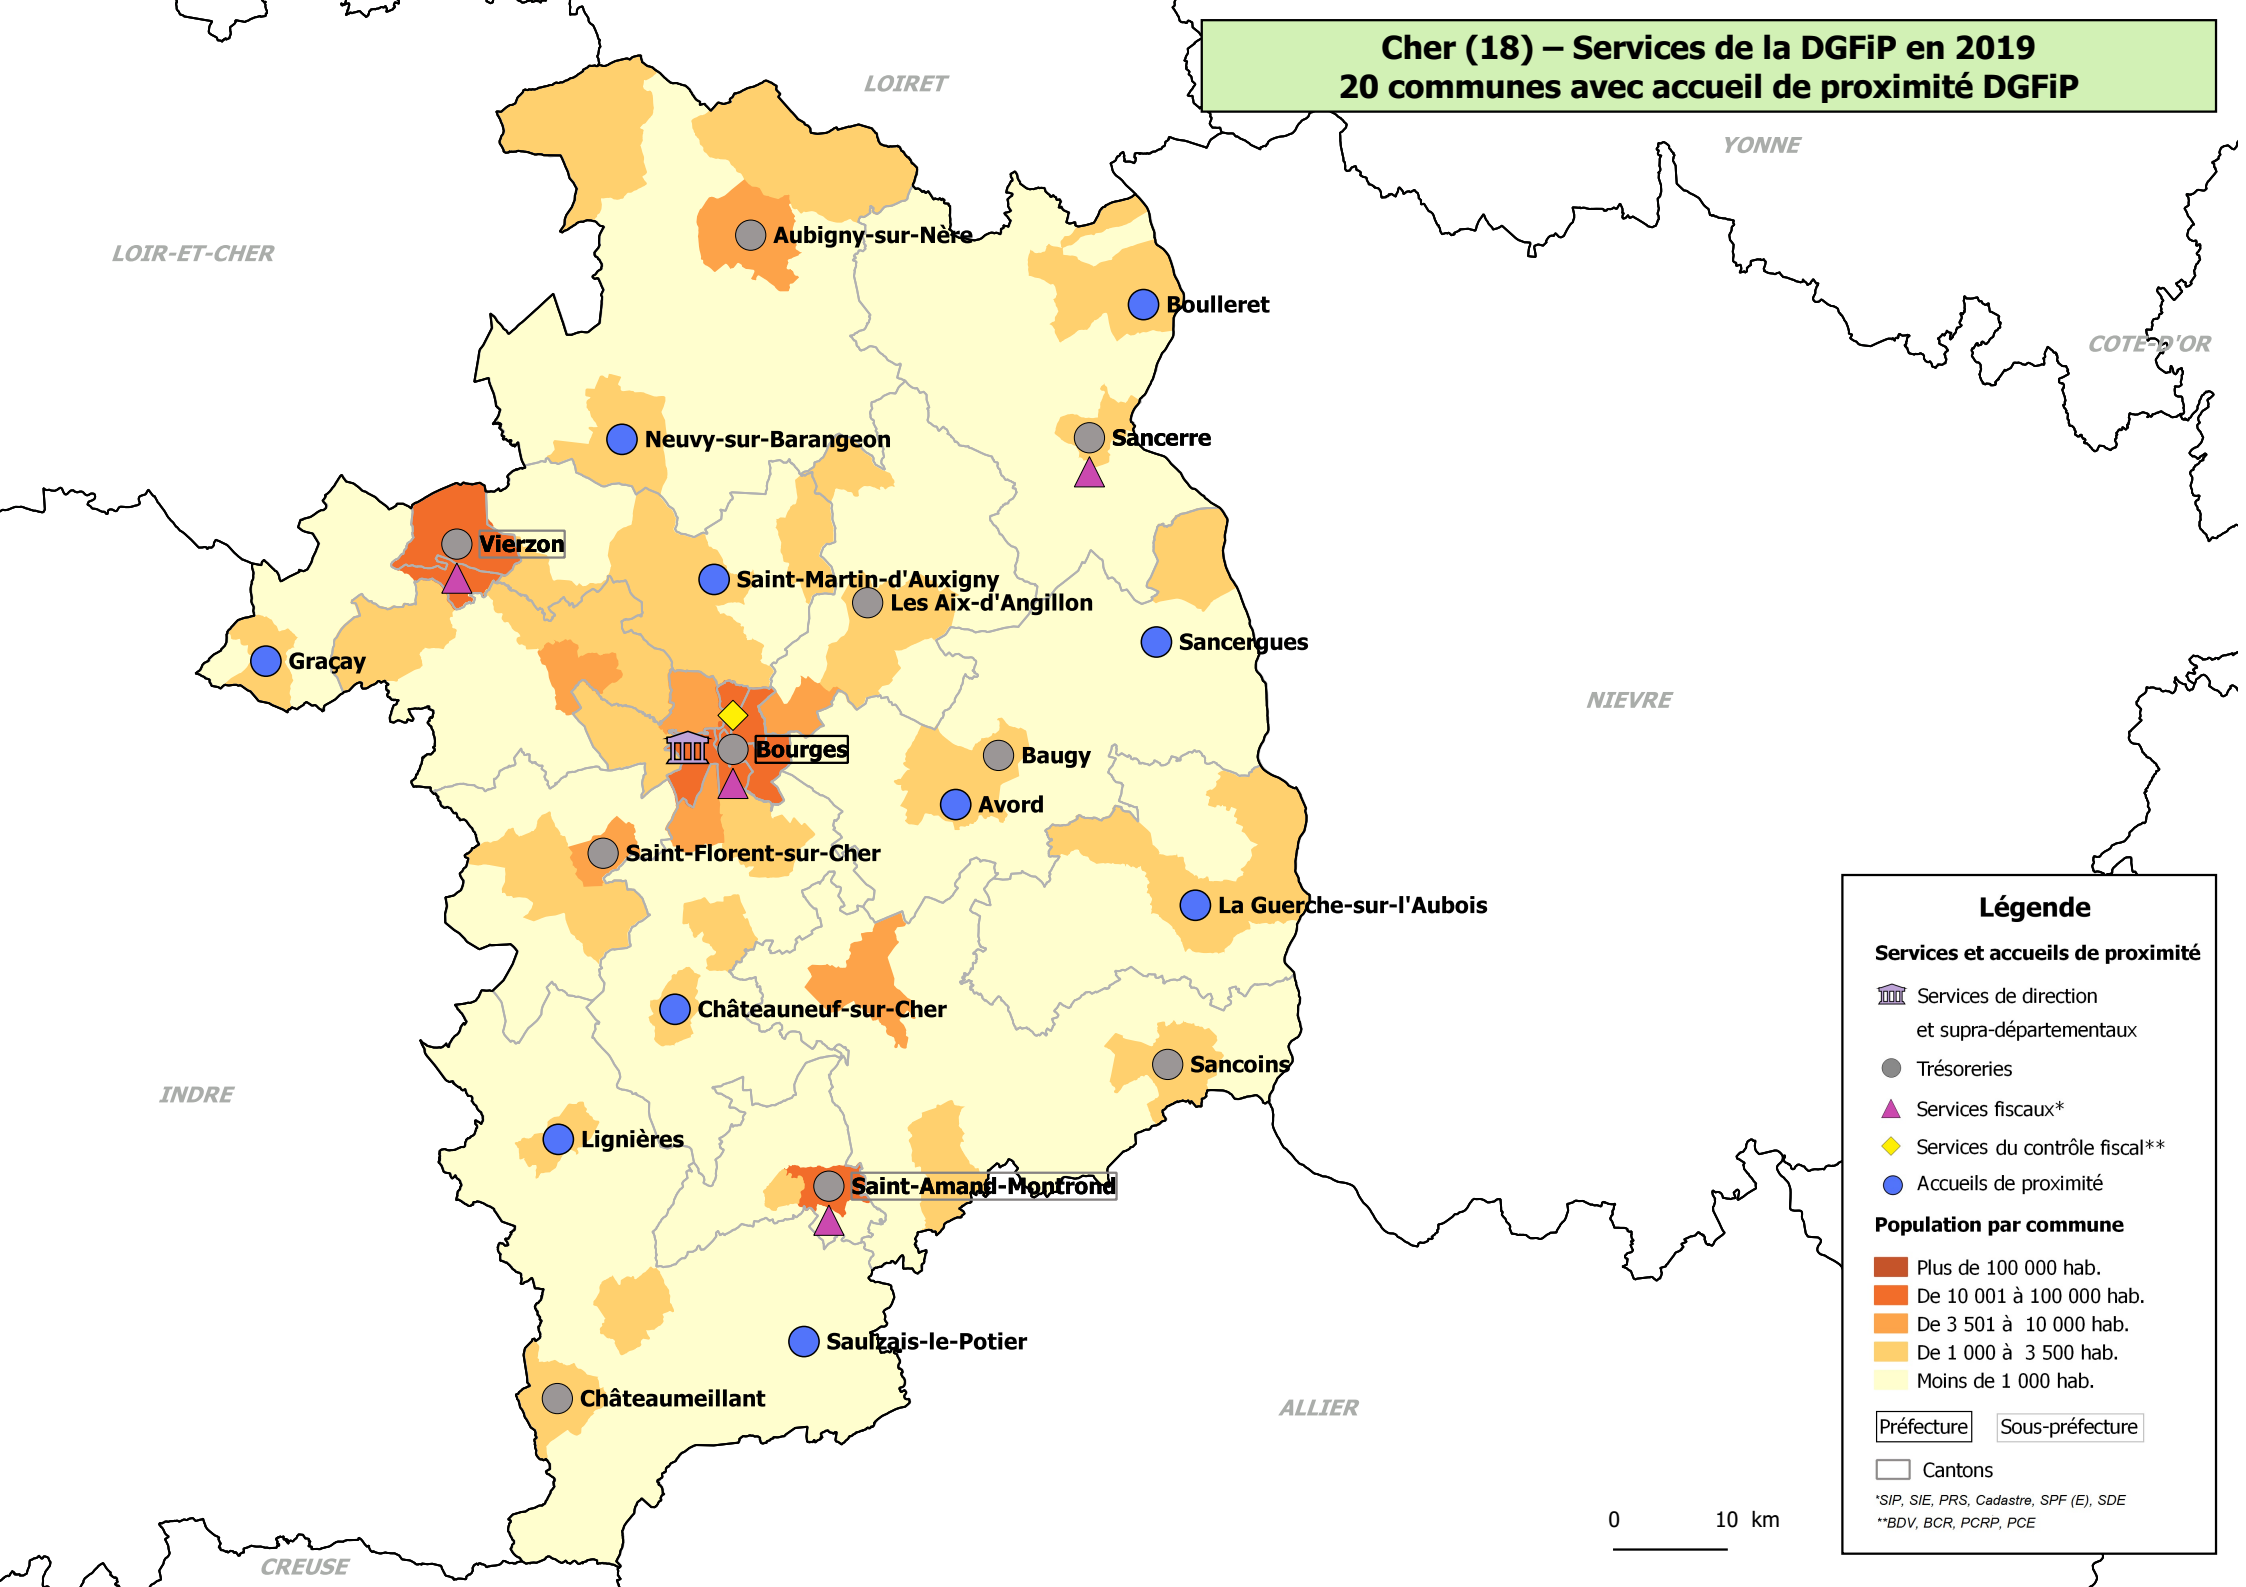 Cher (18) – Services de la DGFiP en 2019
20 communes avec accueil de proximité DGFiP
LOIRET
YONNE
LOIR-ET-CHER
Aubigny-sur-Nère
Boulleret
COTE-D'OR
Neuvy-sur-Barangeon
Sancerre
Vierzon
Saint-Martin-d'Auxigny
Les Aix-d'Angillon
Sancergues
Graçay
NIEVRE
Bourges
Baugy
Avord
Saint-Florent-sur-Cher
La Guerche-sur-l'Aubois
Châteauneuf-sur-Cher
Sancoins
INDRE
Lignières
Saint-Amand-Montrond
Saulzais-le-Potier
Châteaumeillant
ALLIER
CREUSE
0 10 km
Légende
Services et accueils de proximité
Services de direction
et supra-départementaux
Trésoreries
Services fiscaux*
Services du contrôle fiscal**
Accueils de proximité
Population par commune
Plus de 100 000 hab.
De 10 001 à 100 000 hab.
De 3 501 à 10 000 hab.
De 1 000 à 3 500 hab.
Moins de 1 000 hab.
Préfecture Sous-préfecture
Cantons
*SIP, SIE, PRS, Cadastre, SPF (E), SDE
**BDV, BCR, PCRP, PCE